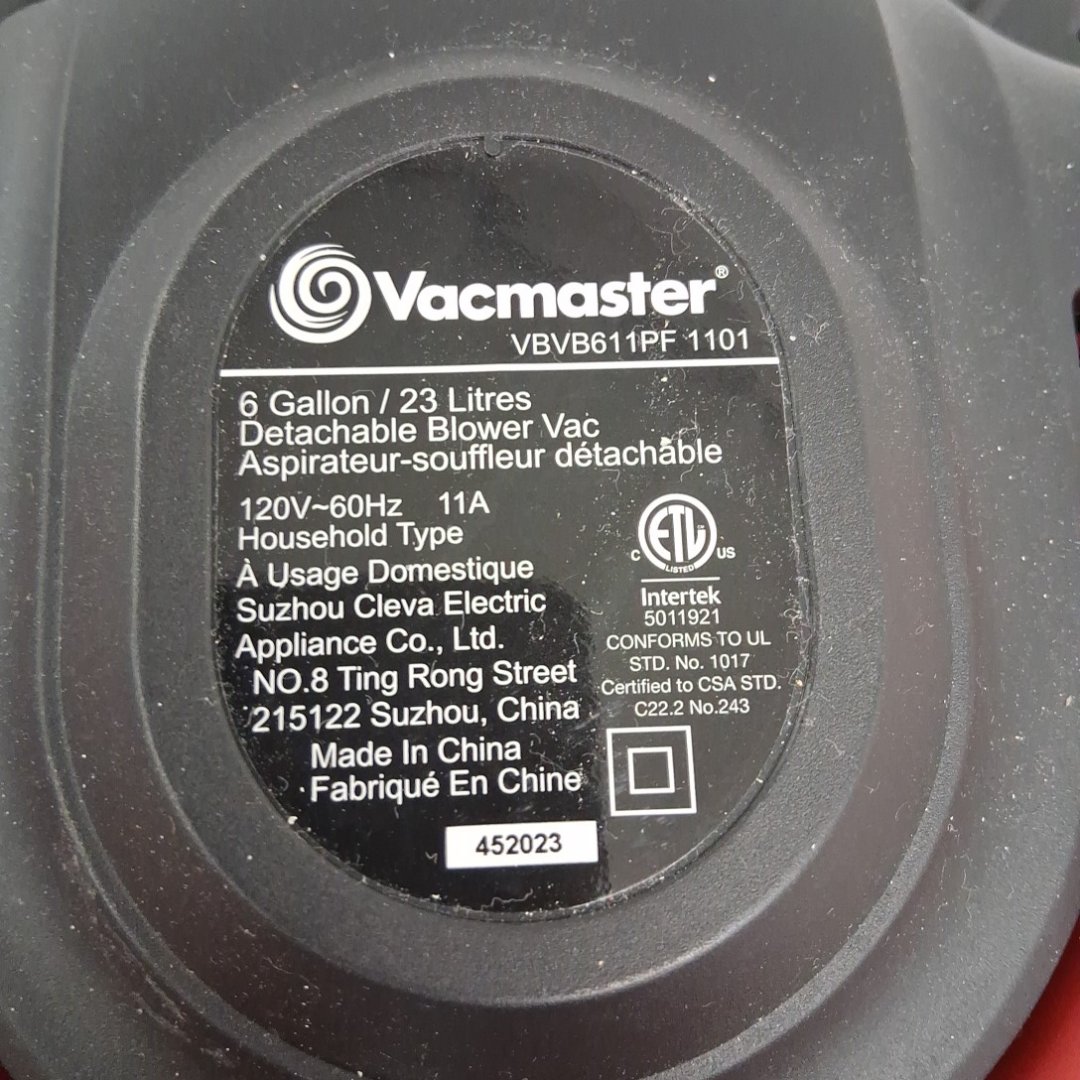 Vacmaster®
VBVB611PF 1101
6 Gallon / 23 Litres
Detachable Blower Vac
Aspirateur-souffleur détachable
120V~60Hz 11A
Household Type
À Usage Domestique
Suzhou Cleva Electric
Appliance Co., Ltd.
NO.8 Ting Rong Street
215122 Suzhou, China
Made In China
Fabriqué En Chine
C ETL US
LISTED
Intertek
5011921
CONFORMS TO UL
STD. No. 1017
Certified to CSA STD.
C22.2 No.243
452023